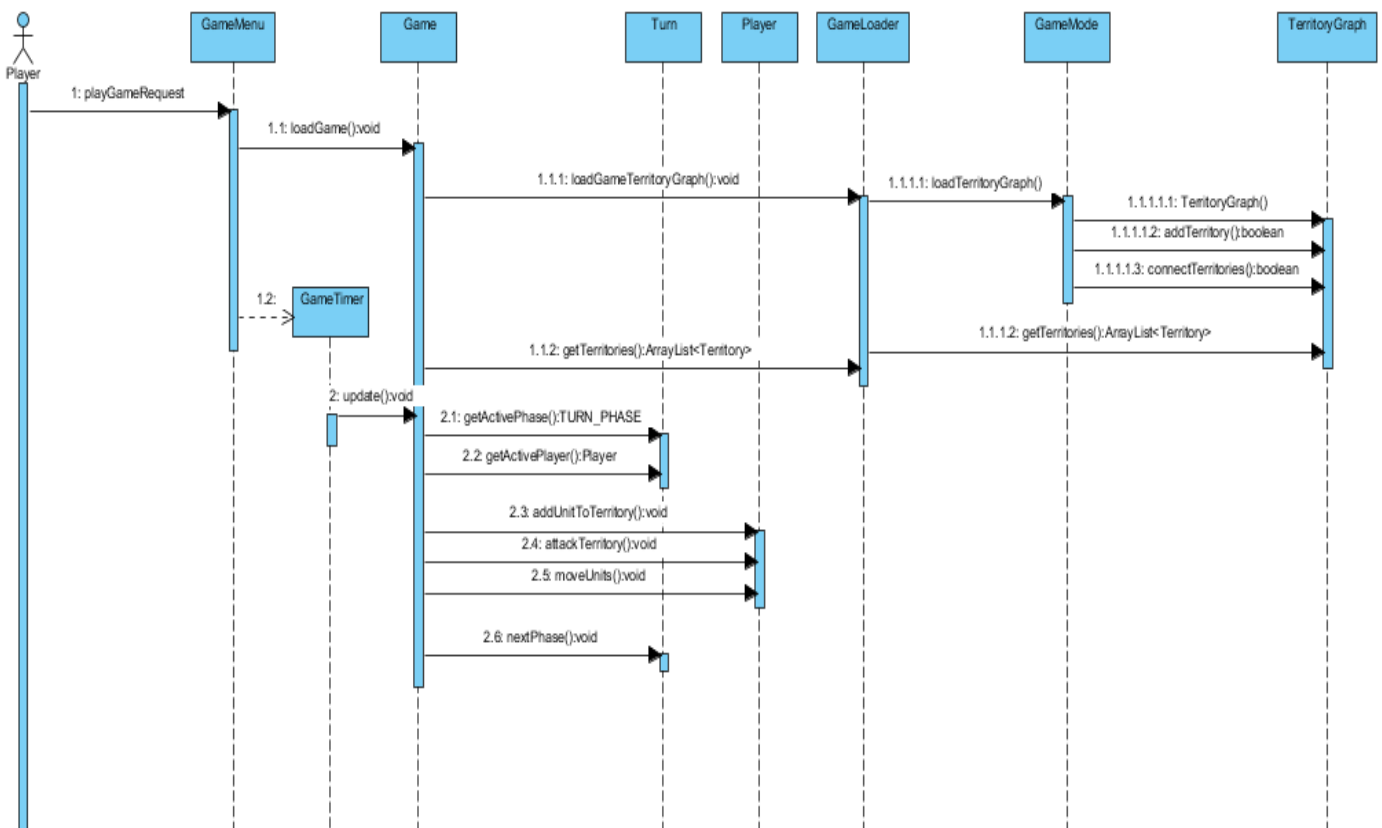 GameMenu
Game
Turn
Player
GameLoader
GameMode
TerritoryGraph
Player
1: playGameRequest
1.1: loadGame():void
1.1.1: loadGameTerritoryGraph():void
1.1.1.1: loadTerritoryGraph()
1.1.1.1.1: TerritoryGraph()
1.1.1.1.2: addTerritory():boolean
1.1.1.1.3: connectTerritories():boolean
1.2:
GameTimer
1.1.1.2: getTerritories():ArrayList<Territory>
1.1.2: getTerritories():ArrayList<Territory>
2: update():void
2.1: getActivePhase():TURN_PHASE
2.2: getActivePlayer():Player
2.3: addUnitToTerritory():void
2.4: attackTerritory():void
2.5: moveUnits():void
2.6: nextPhase():void